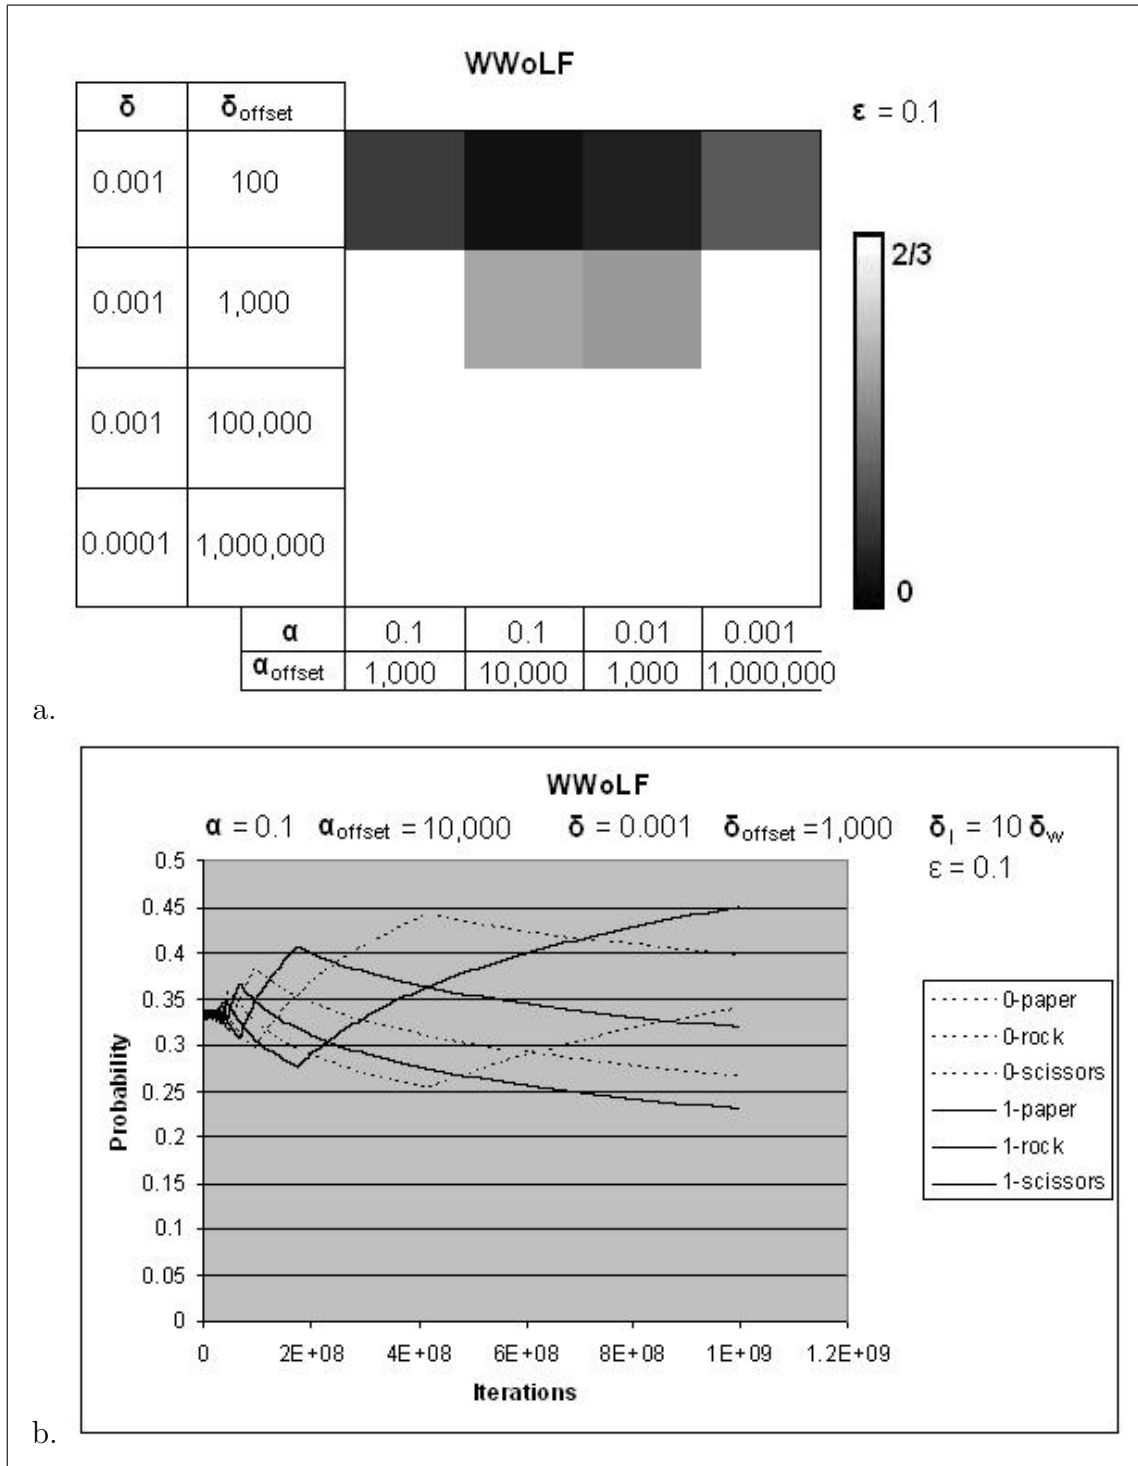 WWoLF
δ δoffset
ε = 0.1
0.001 100
2/3
0.001 1,000
0.001 100,000
0.0001 1,000,000
0
α 0.1 0.1 0.01 0.001
αoffset 1,000 10,000 1,000 1,000,000
a.
WWoLF
α = 0.1 αoffset = 10,000 δ = 0.001 δoffset = 1,000 δl = 10 δw
ε = 0.1
0.5
0.45
0.4
0.35
0.3
0.25
0.2
0.15
0.1
0.05
0
Probability
0-paper
0-rock
0-scissors
1-paper
1-rock
1-scissors
0 2E+08 4E+08 6E+08 8E+08 1E+09 1.2E+09
Iterations
b.